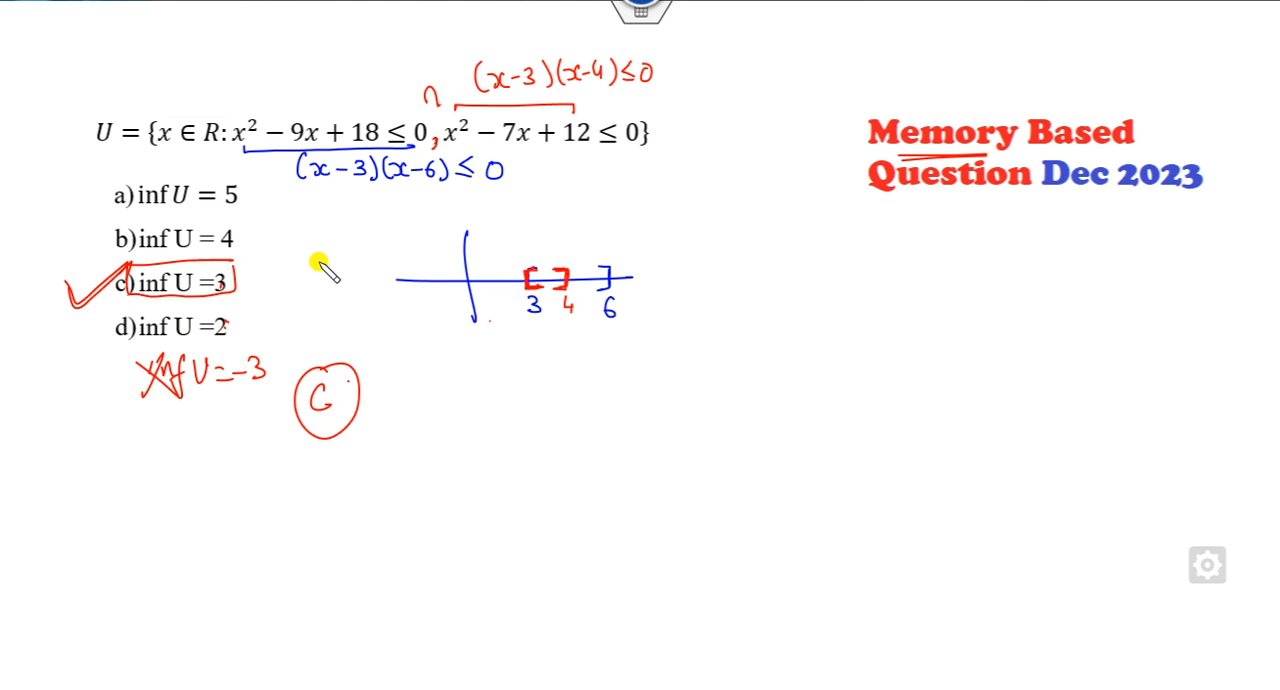 (x-3)(x-4)≤0
∩
U = {x ∈ R: x² − 9x + 18 ≤ 0, x² − 7x + 12 ≤ 0}
(x-3)(x-6)≤0
Memory Based
Question Dec 2023
a) inf U = 5
b) inf U = 4
c) inf U =3
d) inf U =2
3 4 6
inf U=-3
C